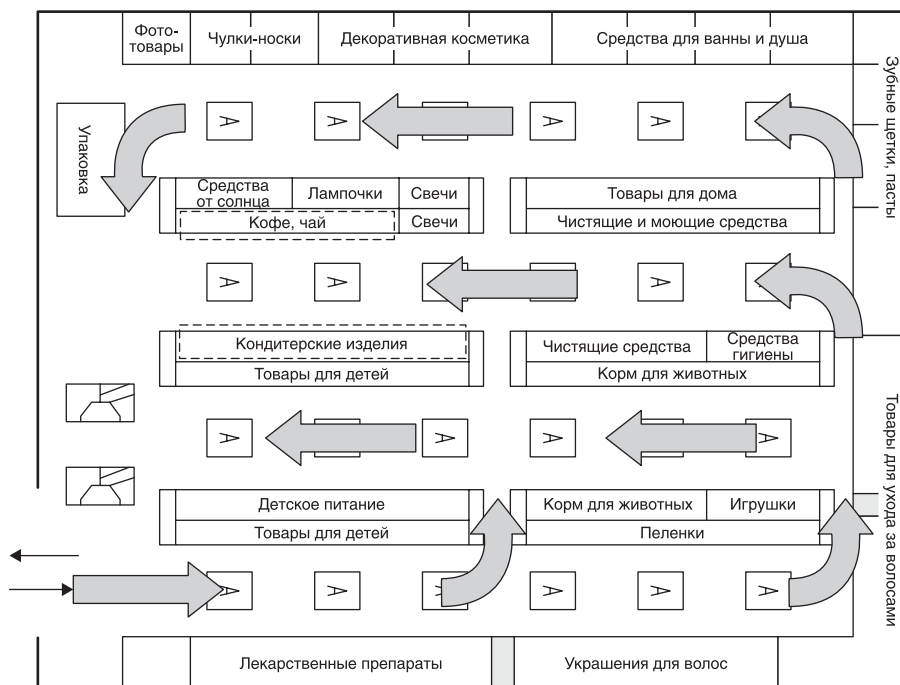 Фото-
товары
Чулки-носки
Декоративная косметика
Средства для ванны и душа
Зубные щетки, пасты
Упаковка
A A A A A A
Средства
от солнца
Лампочки
Свечи
Товары для дома
Кофе, чай
Свечи
Чистящие и моющие средства
A A A A A A
Кондитерские изделия
Чистящие средства
Средства
гигиены
Товары для детей
Корм для животных
Товары для ухода за волосами
A A A A A A
Детское питание
Корм для животных
Игрушки
Товары для детей
Пеленки
A A A A A A
Лекарственные препараты
Украшения для волос